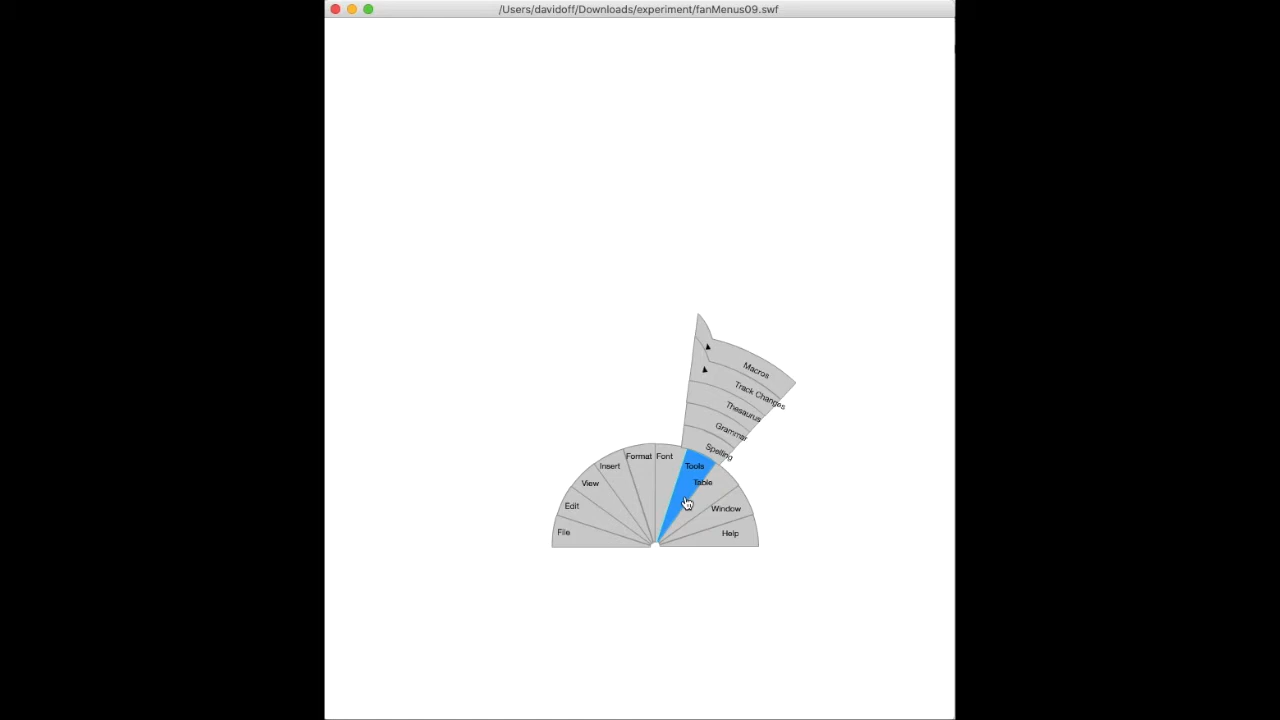 /Users/davidoff/Downloads/experiment/fanMenus09.swf
Macros
Track Changes
Thesaurus
Grammar
Spelling
Format
Font
Insert
Tools
View
Table
Edit
Window
File
Help